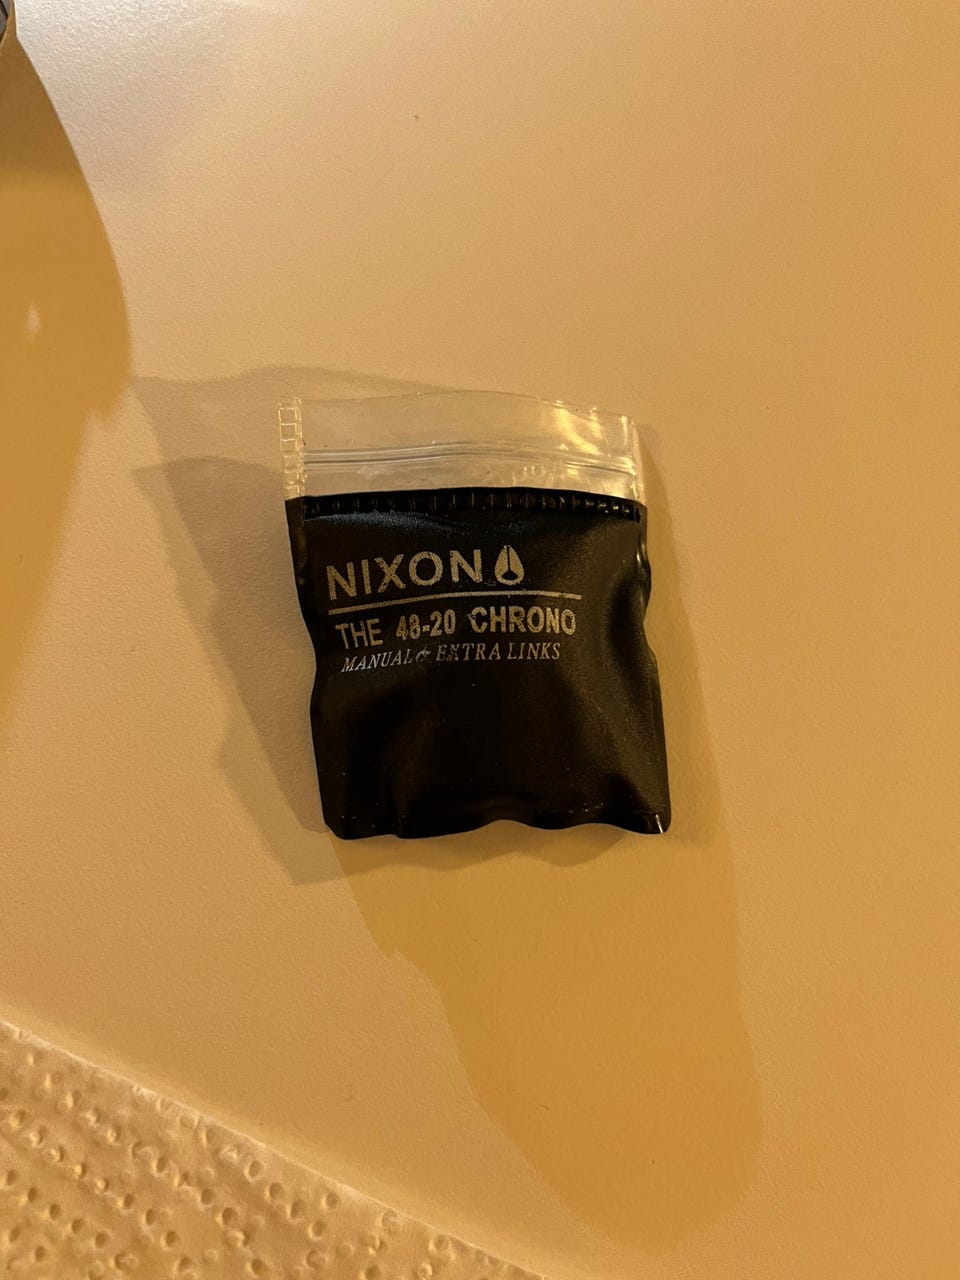 NIXON
THE 48-20 CHRONO
MANUAL & EXTRA LINKS